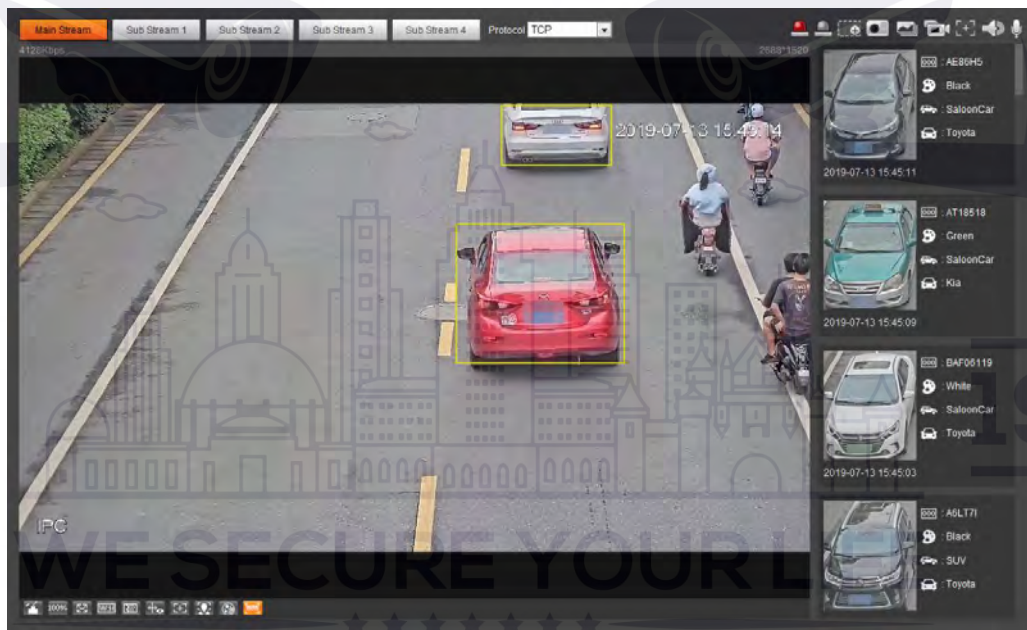 Main Stream
Sub Stream 1
Sub Stream 2
Sub Stream 3
Sub Stream 4
Protocol TCP
4128Kbps
2688*1520
2019-07-13 15:45:14
: AE86H5
: Black
: SaloonCar
: Toyota
2019-07-13 15:45:11
: AT18518
: Green
: SaloonCar
: Kia
2019-07-13 15:45:09
: BAF06119
: White
: SaloonCar
: Toyota
2019-07-13 15:45:03
: A6LT7I
: Black
: SUV
: Toyota
IPC
WE SECURE YOUR L
100%